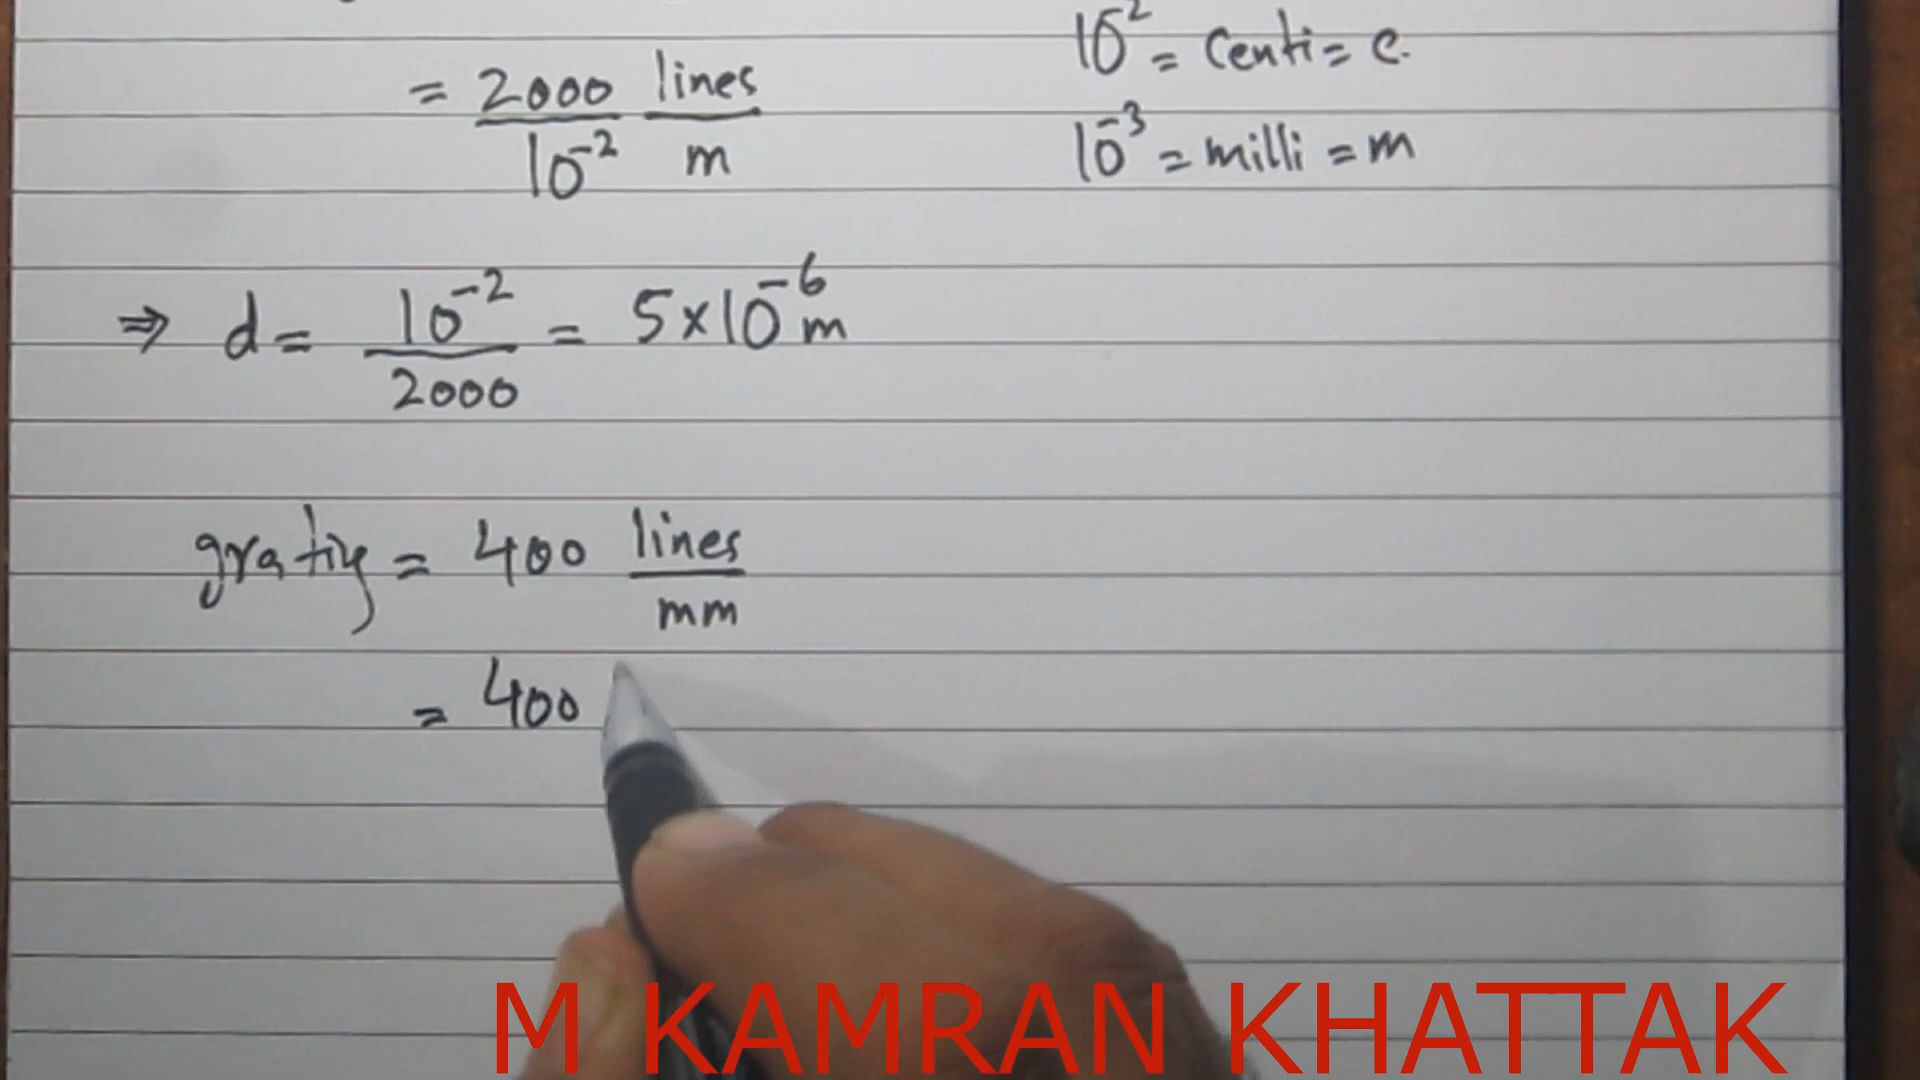 10⁻² = Centi = c.
= 2000/10⁻² lines/m
10⁻³ = milli = m
⇒ d = 10⁻²/2000 = 5×10⁻⁶ m
grating = 400 lines/mm
= 400
M KAMRAN KHATTAK